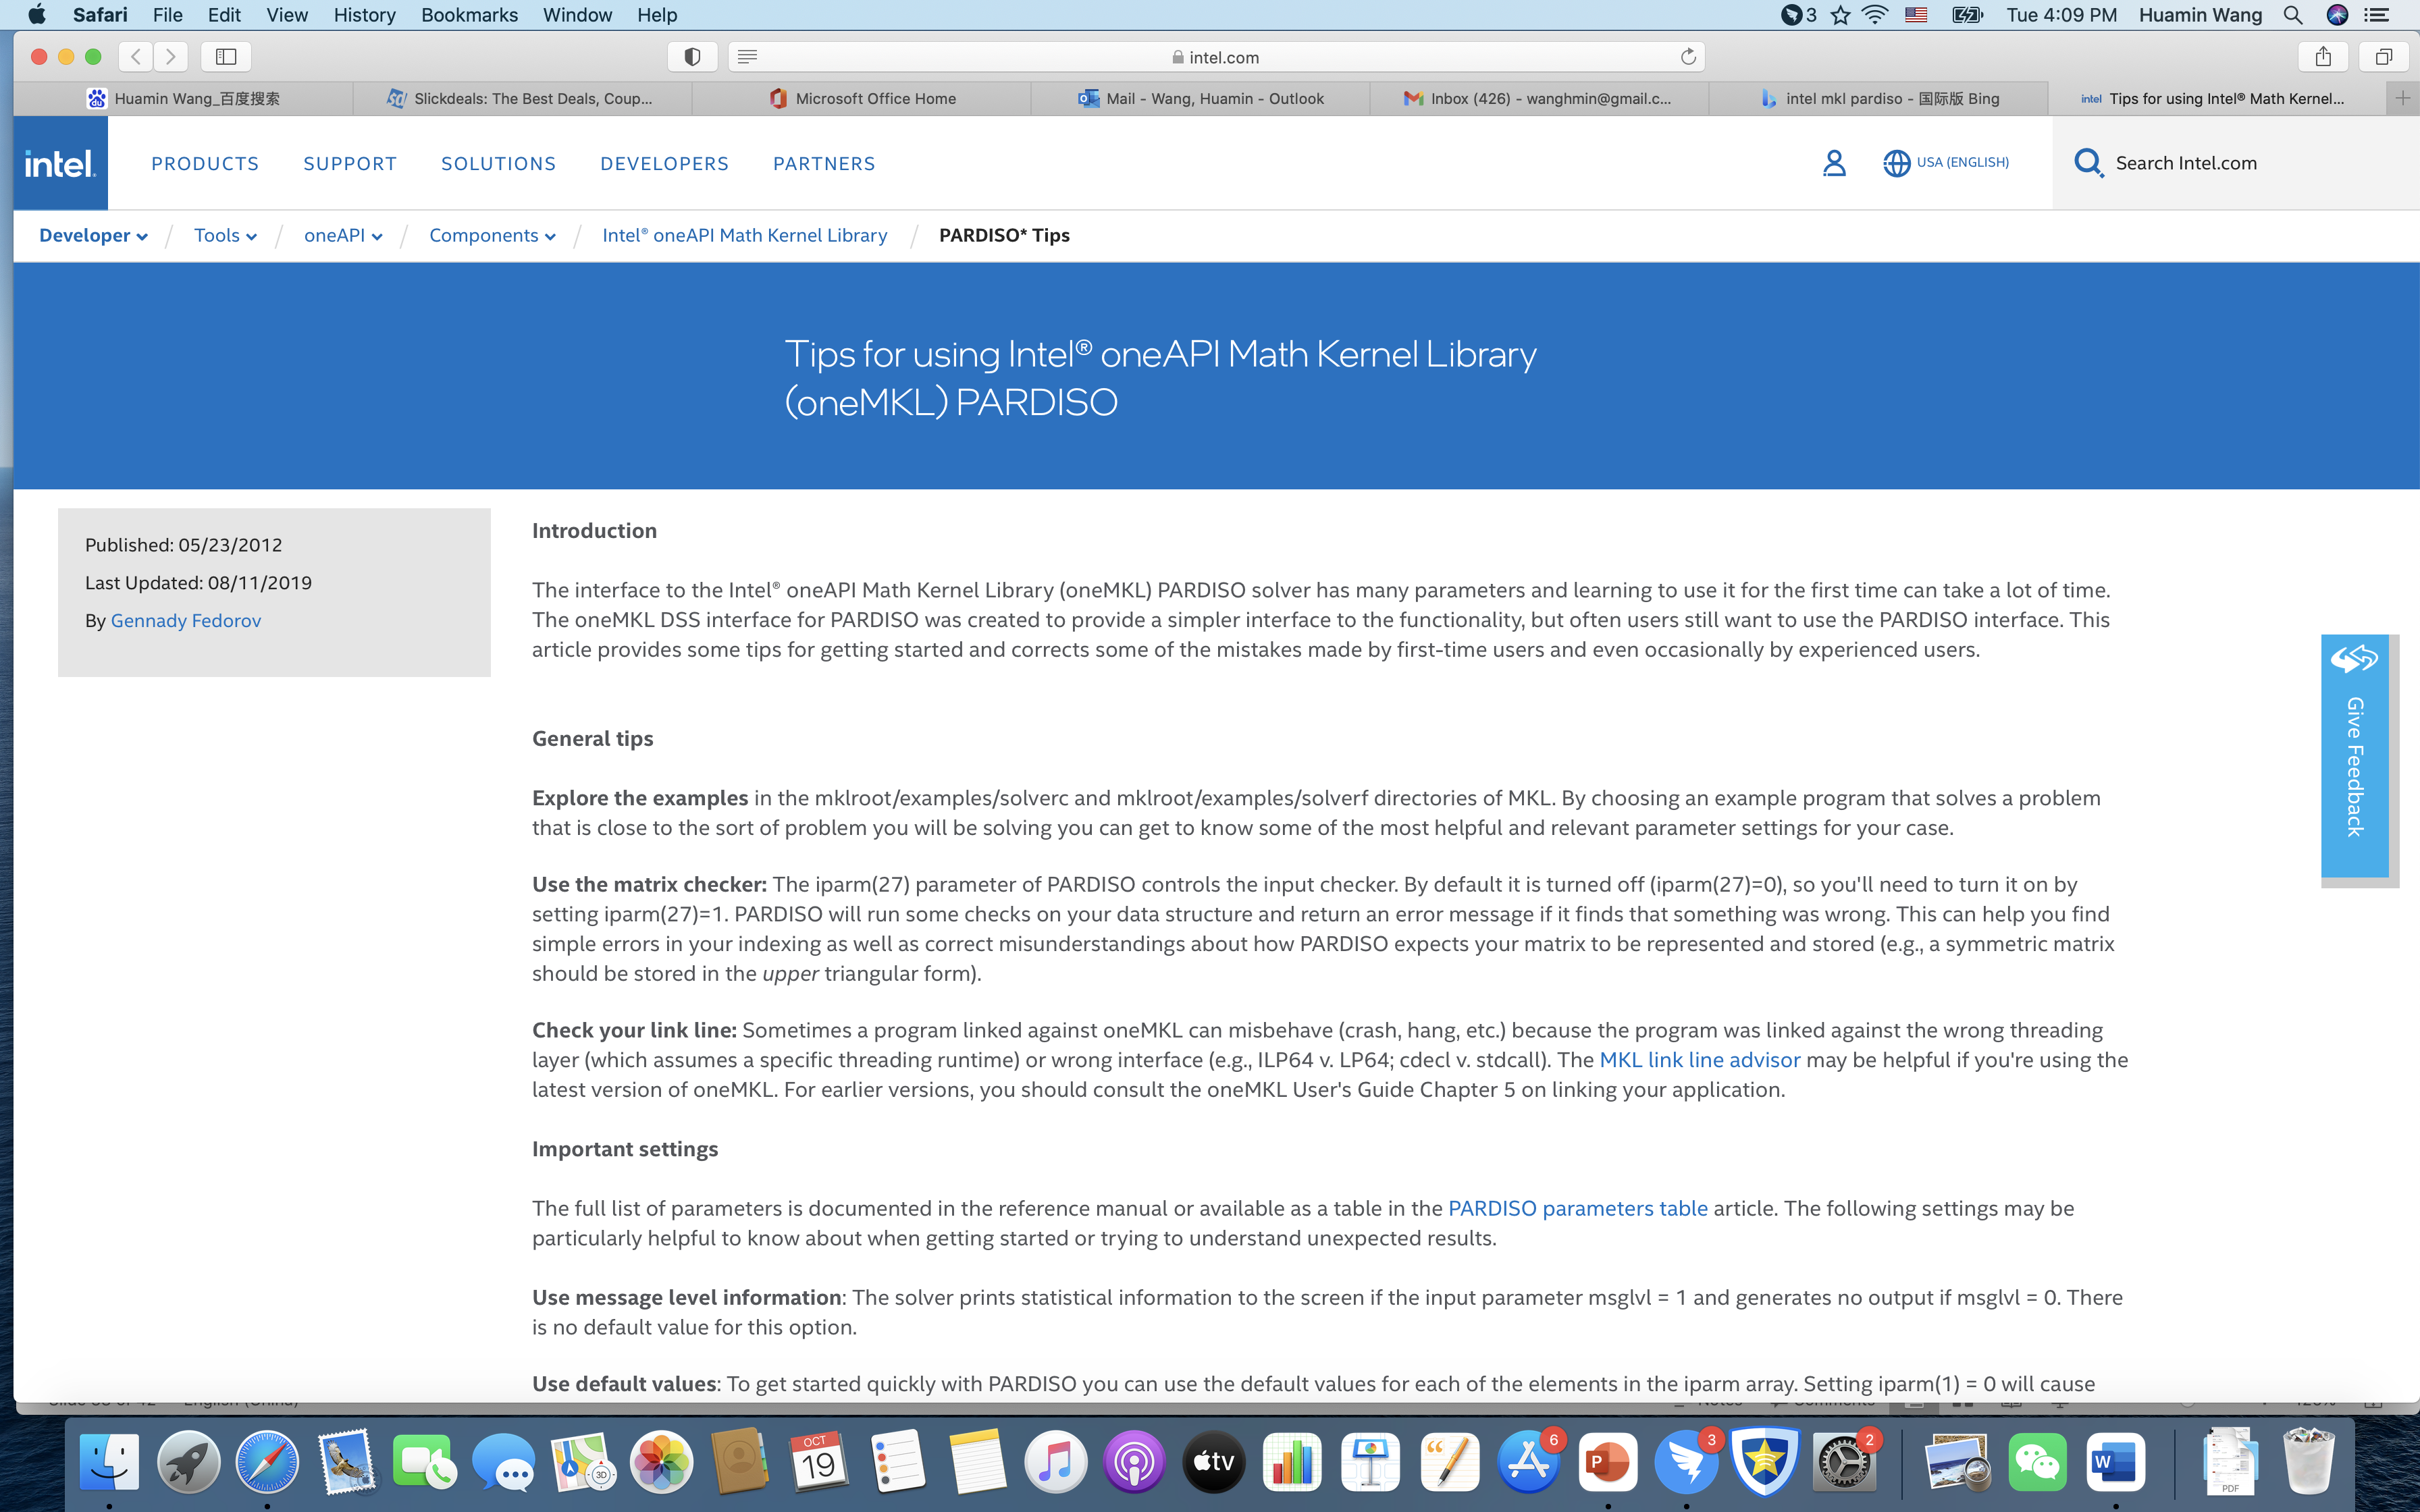 Safari File Edit View History Bookmarks Window Help 3 Tue 4:09 PM Huamin Wang
intel.com
Huamin Wang_百度搜索 Slickdeals: The Best Deals, Coup... Microsoft Office Home Mail - Wang, Huamin - Outlook Inbox (426) - wanghmin@gmail.c... intel mkl pardiso - 国际版 Bing intel Tips for using Intel® Math Kernel...
intel. PRODUCTS SUPPORT SOLUTIONS DEVELOPERS PARTNERS USA (ENGLISH) Search Intel.com
Developer / Tools / oneAPI / Components / Intel® oneAPI Math Kernel Library / PARDISO* Tips
Tips for using Intel® oneAPI Math Kernel Library
(oneMKL) PARDISO
Published: 05/23/2012
Last Updated: 08/11/2019
By Gennady Fedorov
Introduction
The interface to the Intel® oneAPI Math Kernel Library (oneMKL) PARDISO solver has many parameters and learning to use it for the first time can take a lot of time.
The oneMKL DSS interface for PARDISO was created to provide a simpler interface to the functionality, but often users still want to use the PARDISO interface. This
article provides some tips for getting started and corrects some of the mistakes made by first-time users and even occasionally by experienced users.
Give Feedback
General tips
Explore the examples in the mklroot/examples/solverc and mklroot/examples/solverf directories of MKL. By choosing an example program that solves a problem
that is close to the sort of problem you will be solving you can get to know some of the most helpful and relevant parameter settings for your case.
Use the matrix checker: The iparm(27) parameter of PARDISO controls the input checker. By default it is turned off (iparm(27)=0), so you'll need to turn it on by
setting iparm(27)=1. PARDISO will run some checks on your data structure and return an error message if it finds that something was wrong. This can help you find
simple errors in your indexing as well as correct misunderstandings about how PARDISO expects your matrix to be represented and stored (e.g., a symmetric matrix
should be stored in the upper triangular form).
Check your link line: Sometimes a program linked against oneMKL can misbehave (crash, hang, etc.) because the program was linked against the wrong threading
layer (which assumes a specific threading runtime) or wrong interface (e.g., ILP64 v. LP64; cdecl v. stdcall). The MKL link line advisor may be helpful if you're using the
latest version of oneMKL. For earlier versions, you should consult the oneMKL User's Guide Chapter 5 on linking your application.
Important settings
The full list of parameters is documented in the reference manual or available as a table in the PARDISO parameters table article. The following settings may be
particularly helpful to know about when getting started or trying to understand unexpected results.
Use message level information: The solver prints statistical information to the screen if the input parameter msglvl = 1 and generates no output if msglvl = 0. There
is no default value for this option.
Use default values: To get started quickly with PARDISO you can use the default values for each of the elements in the iparm array. Setting iparm(1) = 0 will cause
3D OCT 19 tv 6 P 3 2 W PDF